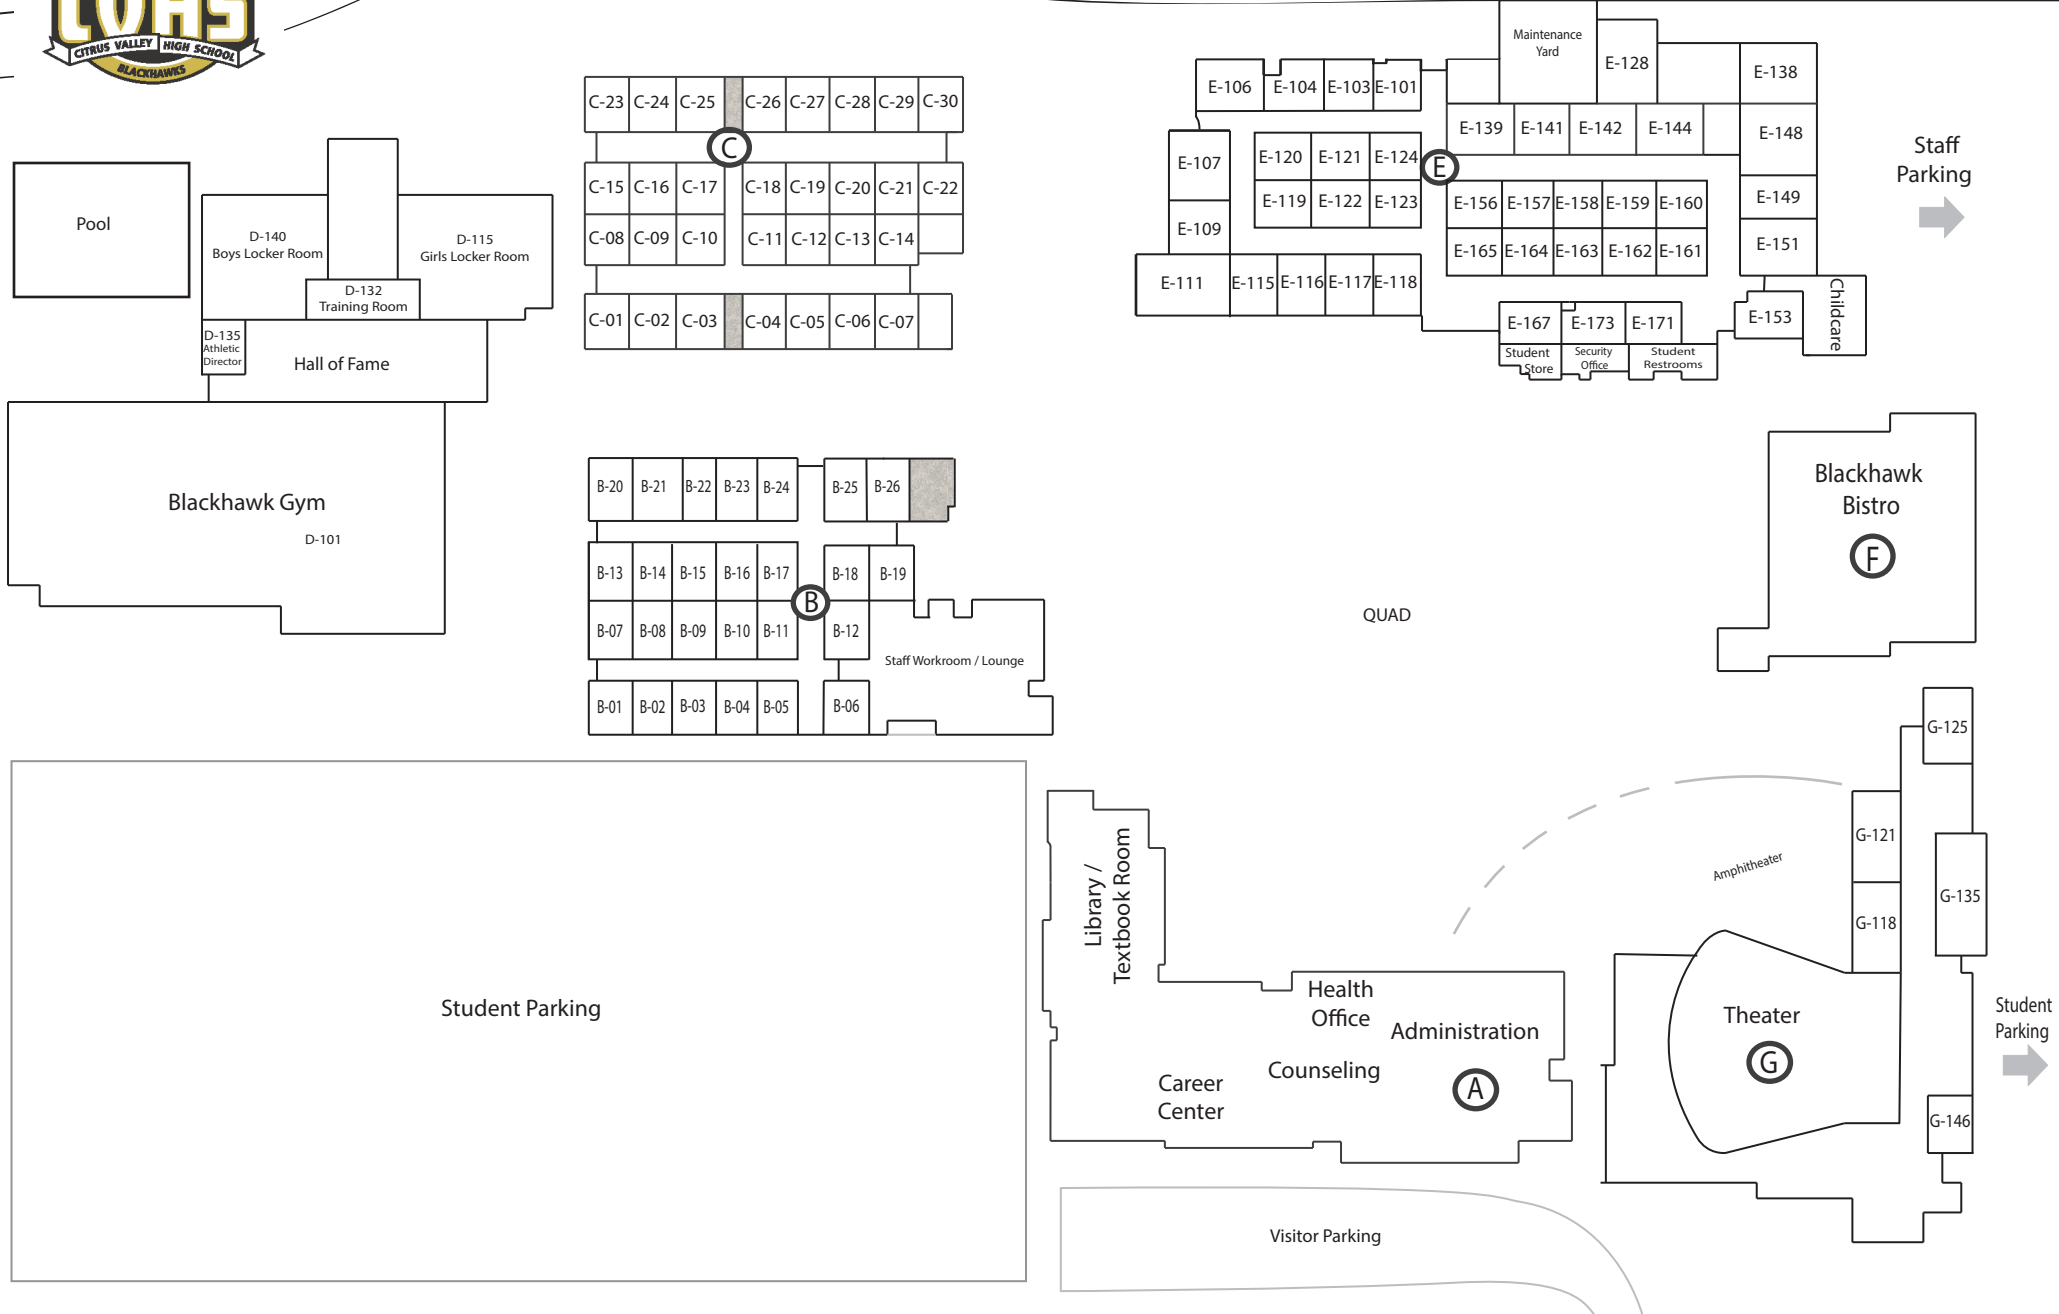 CVHS
CITRUS VALLEY HIGH SCHOOL
BLACKHAWKS
Pool
D-140
Boys Locker Room
D-115
Girls Locker Room
D-132
Training Room
D-135
Athletic
Director
Hall of Fame
Blackhawk Gym
D-101
C-23 C-24 C-25 C-26 C-27 C-28 C-29 C-30
C
C-15 C-16 C-17 C-18 C-19 C-20 C-21 C-22
C-08 C-09 C-10 C-11 C-12 C-13 C-14
C-01 C-02 C-03 C-04 C-05 C-06 C-07
B-20 B-21 B-22 B-23 B-24 B-25 B-26
B-13 B-14 B-15 B-16 B-17 B-18 B-19
B
B-07 B-08 B-09 B-10 B-11 B-12
Staff Workroom / Lounge
B-01 B-02 B-03 B-04 B-05 B-06
Maintenance
Yard
E-128
E-138
E-106 E-104 E-103 E-101
E-139 E-141 E-142 E-144 E-148
E-107
E-120 E-121 E-124
E
E-119 E-122 E-123
E-156 E-157 E-158 E-159 E-160
E-149
E-109
E-165 E-164 E-163 E-162 E-161
E-151
E-111 E-115 E-116 E-117 E-118
E-167 E-173 E-171
E-153
Childcare
Student
Store
Security
Office
Student
Restrooms
Staff
Parking
Blackhawk
Bistro
F
QUAD
G-125
G-121
G-135
G-118
Amphitheater
Theater
G
G-146
Student
Parking
Library /
Textbook Room
Health
Office
Administration
Counseling
A
Career
Center
Student Parking
Visitor Parking